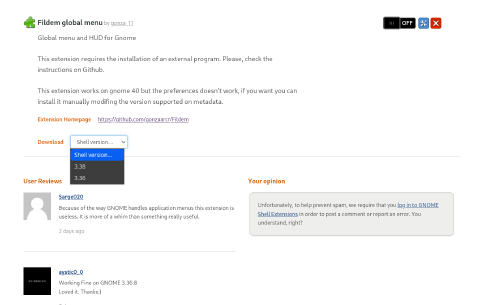 Fildem global menu by gonza_11
OFF
Global menu and HUD for Gnome
This extension requires the installation of an external program. Please, check the
instructions on Github.
This extension works on gnome 40 but the preferences doesn't work, if you want you can
install it manually modifing the version supported on metadata.
Extension Homepage https://github.com/gonzaarcr/Fildem
Download Shell version...
Shell version...
3.38
3.36
User Reviews
Sarge020
Because of the way GNOME handles application menus this extension is
useless. It is more of a whim than something really useful.
2 days ago
aystic0_0
Working Fine on GNOME 3.36.8
Loved it. Thanks:)
Your opinion
Unfortunately, to help prevent spam, we require that you log in to GNOME
Shell Extensions in order to post a comment or report an error. You
understand, right?